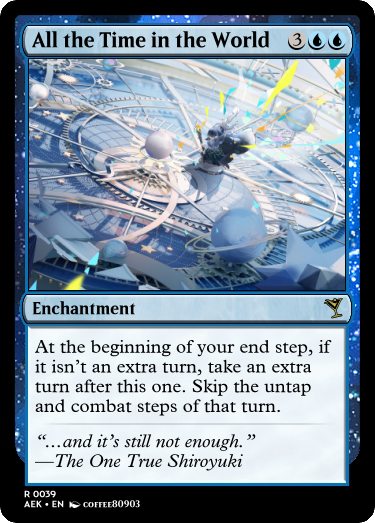 All the Time in the World 3
Enchantment
At the beginning of your end step, if
it isn't an extra turn, take an extra
turn after this one. Skip the untap
and combat steps of that turn.
“...and it's still not enough.”
—The One True Shiroyuki
R 0039
AEK • EN COFFEE80903